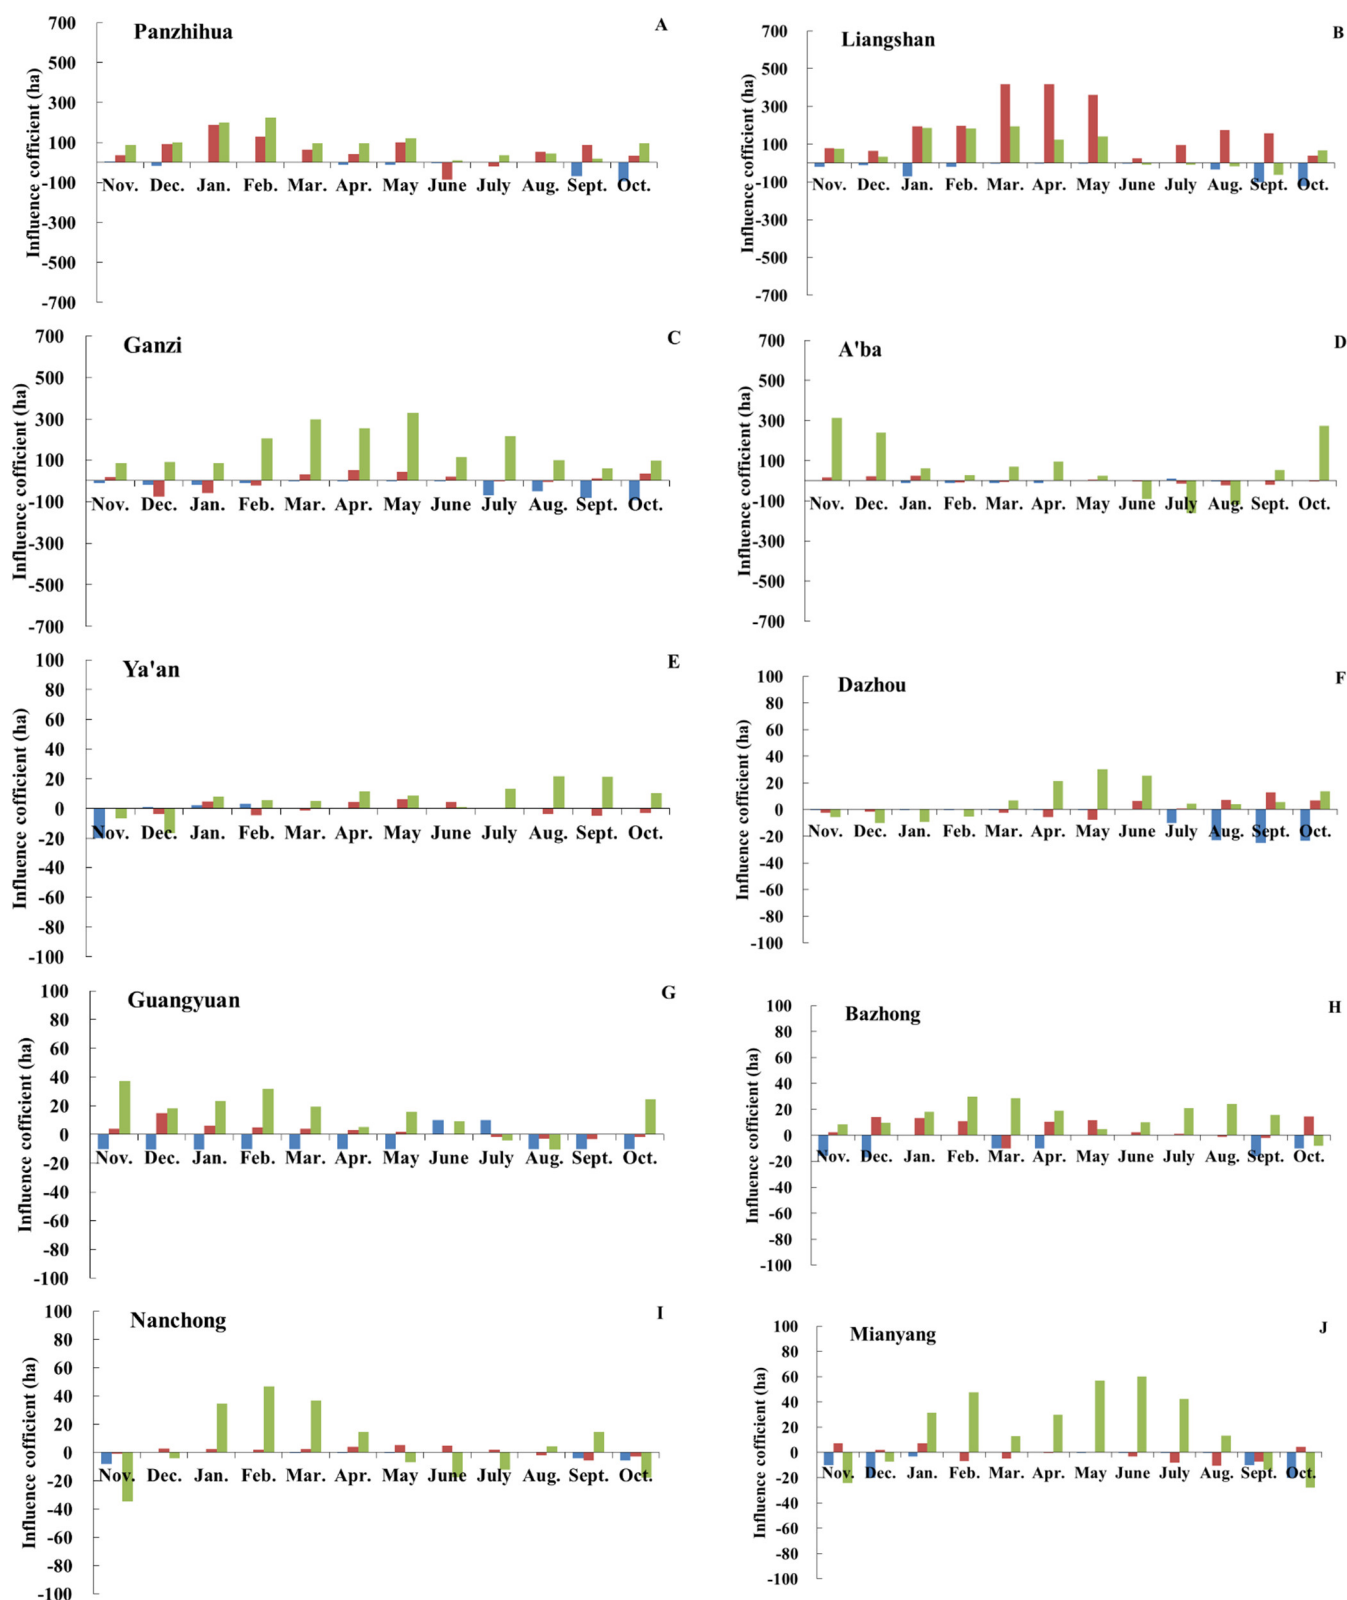 Panzhihua
A
Influence cofficient (ha)
700
500
300
100
-100
-300
-500
-700
Nov. Dec. Jan. Feb. Mar. Apr. May June July Aug. Sept. Oct.
Liangshan
B
Influence cofficient (ha)
700
500
300
100
-100
-300
-500
-700
Nov. Dec. Jan. Feb. Mar. Apr. May June July Aug. Sept. Oct.
Ganzi
C
Influence cofficient (ha)
700
500
300
100
-100
-300
-500
-700
Nov. Dec. Jan. Feb. Mar. Apr. May June July Aug. Sept. Oct.
A'ba
D
Influence cofficient (ha)
700
500
300
100
-100
-300
-500
-700
Nov. Dec. Jan. Feb. Mar. Apr. May June July Aug. Sept. Oct.
Ya'an
E
Influence cofficient (ha)
100
80
60
40
20
0
-20
-40
-60
-80
-100
Nov. Dec. Jan. Feb. Mar. Apr. May June July Aug. Sept. Oct.
Dazhou
F
Influence cofficient (ha)
100
80
60
40
20
0
-20
-40
-60
-80
-100
Nov. Dec. Jan. Feb. Mar. Apr. May June July Aug. Sept. Oct.
Guangyuan
G
Influence cofficient (ha)
100
80
60
40
20
0
-20
-40
-60
-80
-100
Nov. Dec. Jan. Feb. Mar. Apr. May June July Aug. Sept. Oct.
Bazhong
H
Influence cofficient (ha)
100
80
60
40
20
0
-20
-40
-60
-80
-100
Nov. Dec. Jan. Feb. Mar. Apr. May June July Aug. Sept. Oct.
Nanchong
I
Influence cofficient (ha)
100
80
60
40
20
0
-20
-40
-60
-80
-100
Nov. Dec. Jan. Feb. Mar. Apr. May June July Aug. Sept. Oct.
Mianyang
J
Influence cofficient (ha)
100
80
60
40
20
0
-20
-40
-60
-80
-100
Nov. Dec. Jan. Feb. Mar. Apr. May June July Aug. Sept. Oct.